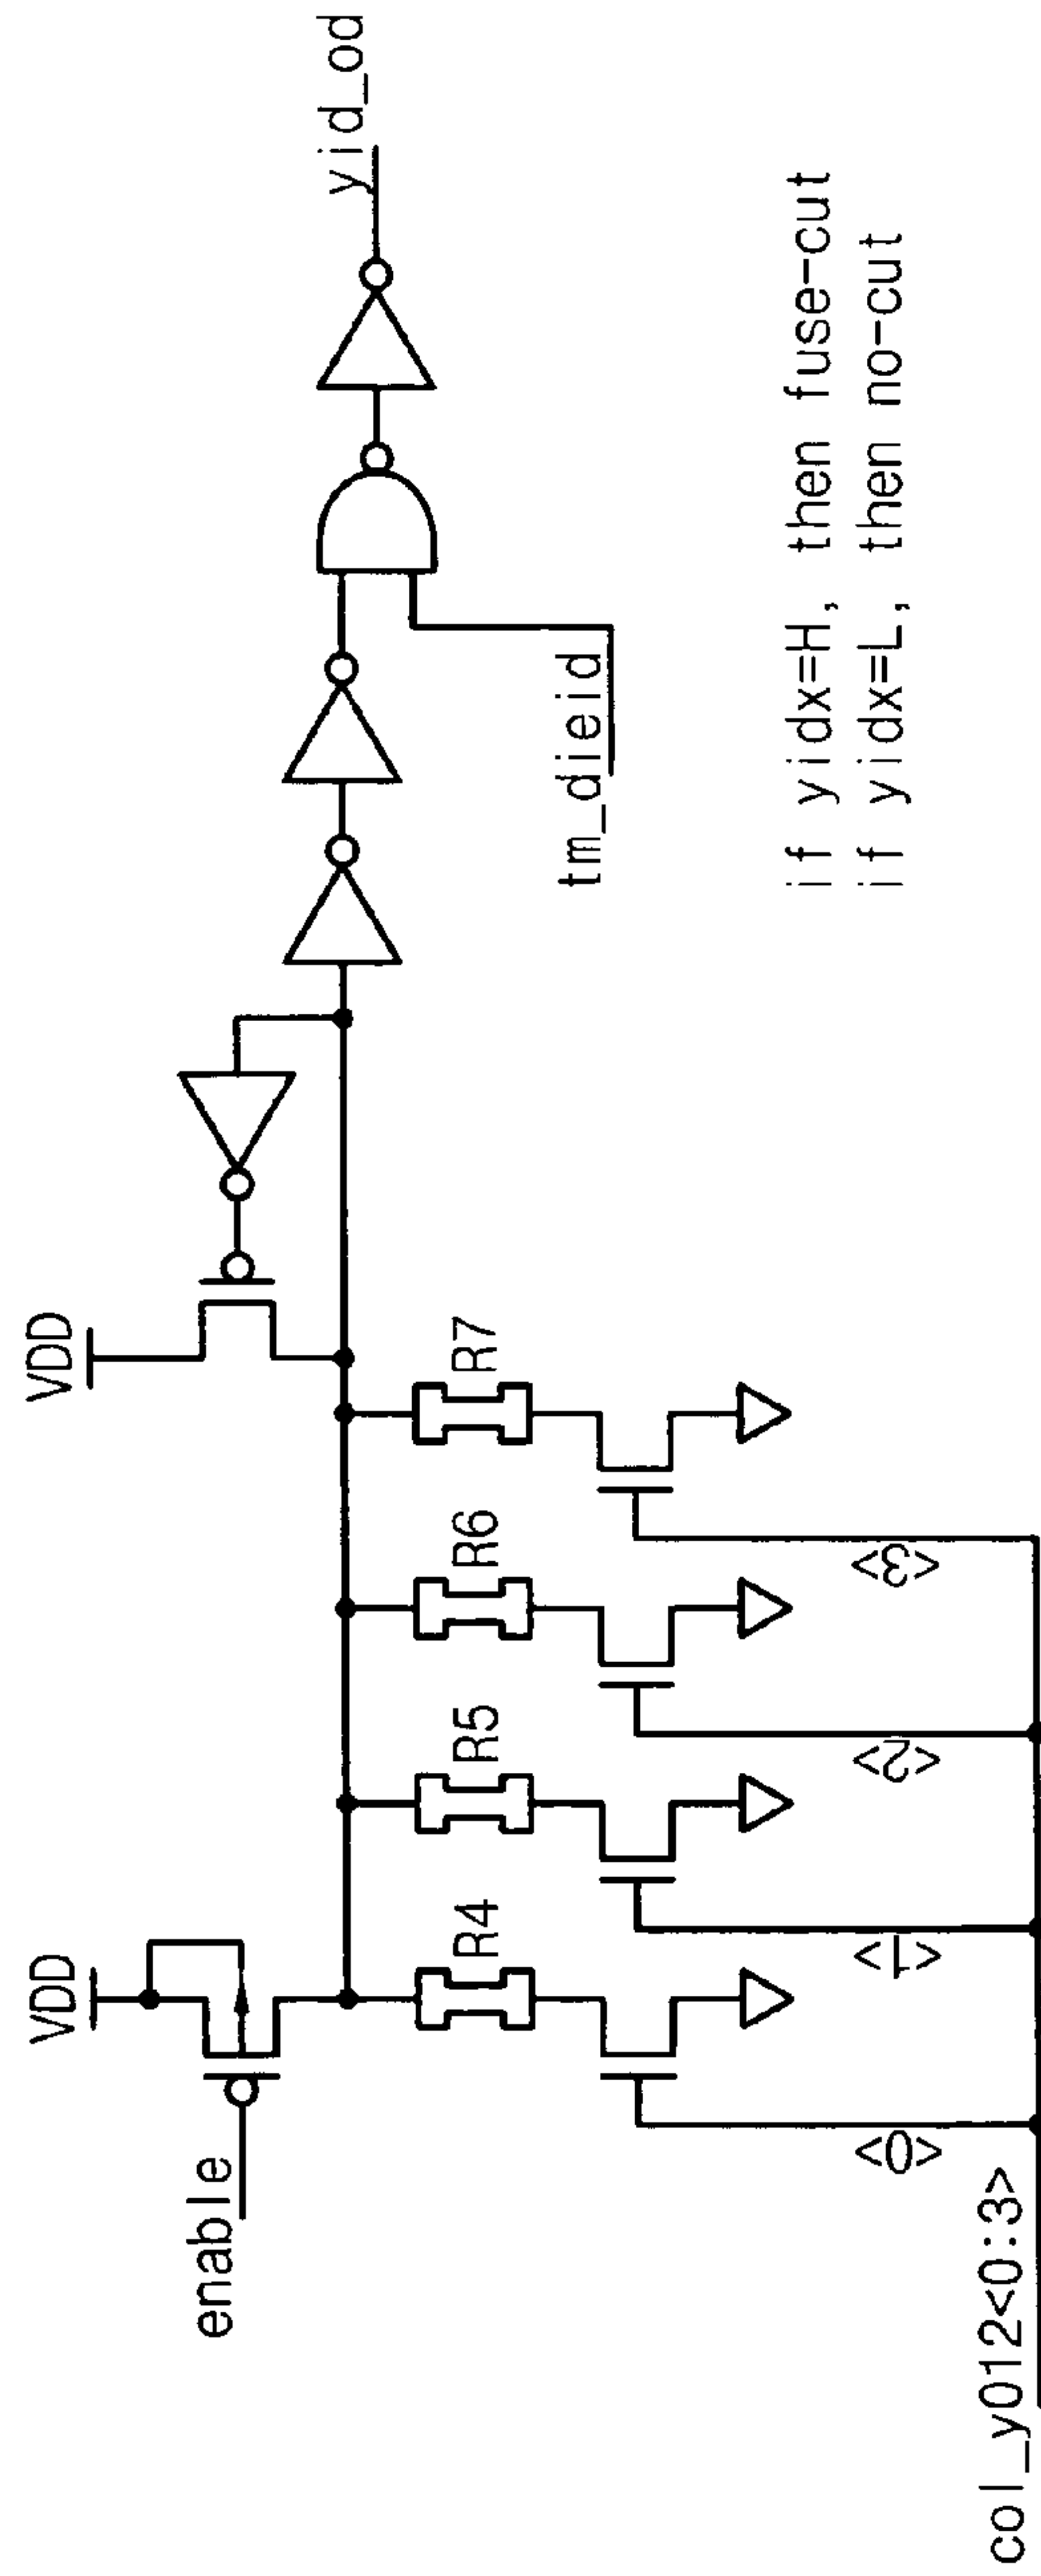 VDD
VDD
enable
R4
R5
R6
R7
yid_od
tm_dieid
<0>
<1>
<2>
<3>
col_y012<0:3>
if yidx=H, then fuse-cut
if yidx=L, then no-cut